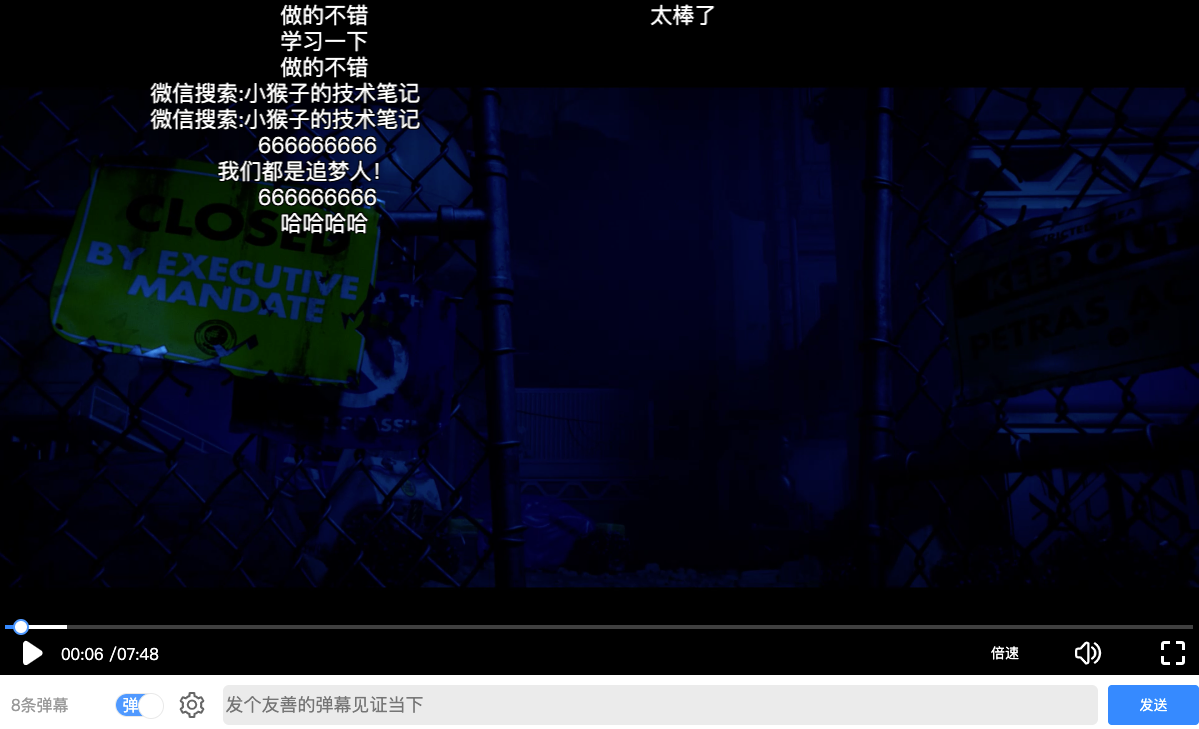 做的不错 太棒了
学习一下
做的不错
微信搜索:小猴子的技术笔记
微信搜索:小猴子的技术笔记
666666666
我们都是追梦人!
666666666
哈哈哈哈
CLOSED
BY EXECUTIVE
MANDATE
KEEP OUT
PETRAS
00:06 /07:48
倍速
8条弹幕
弹
发个友善的弹幕见证当下
发送